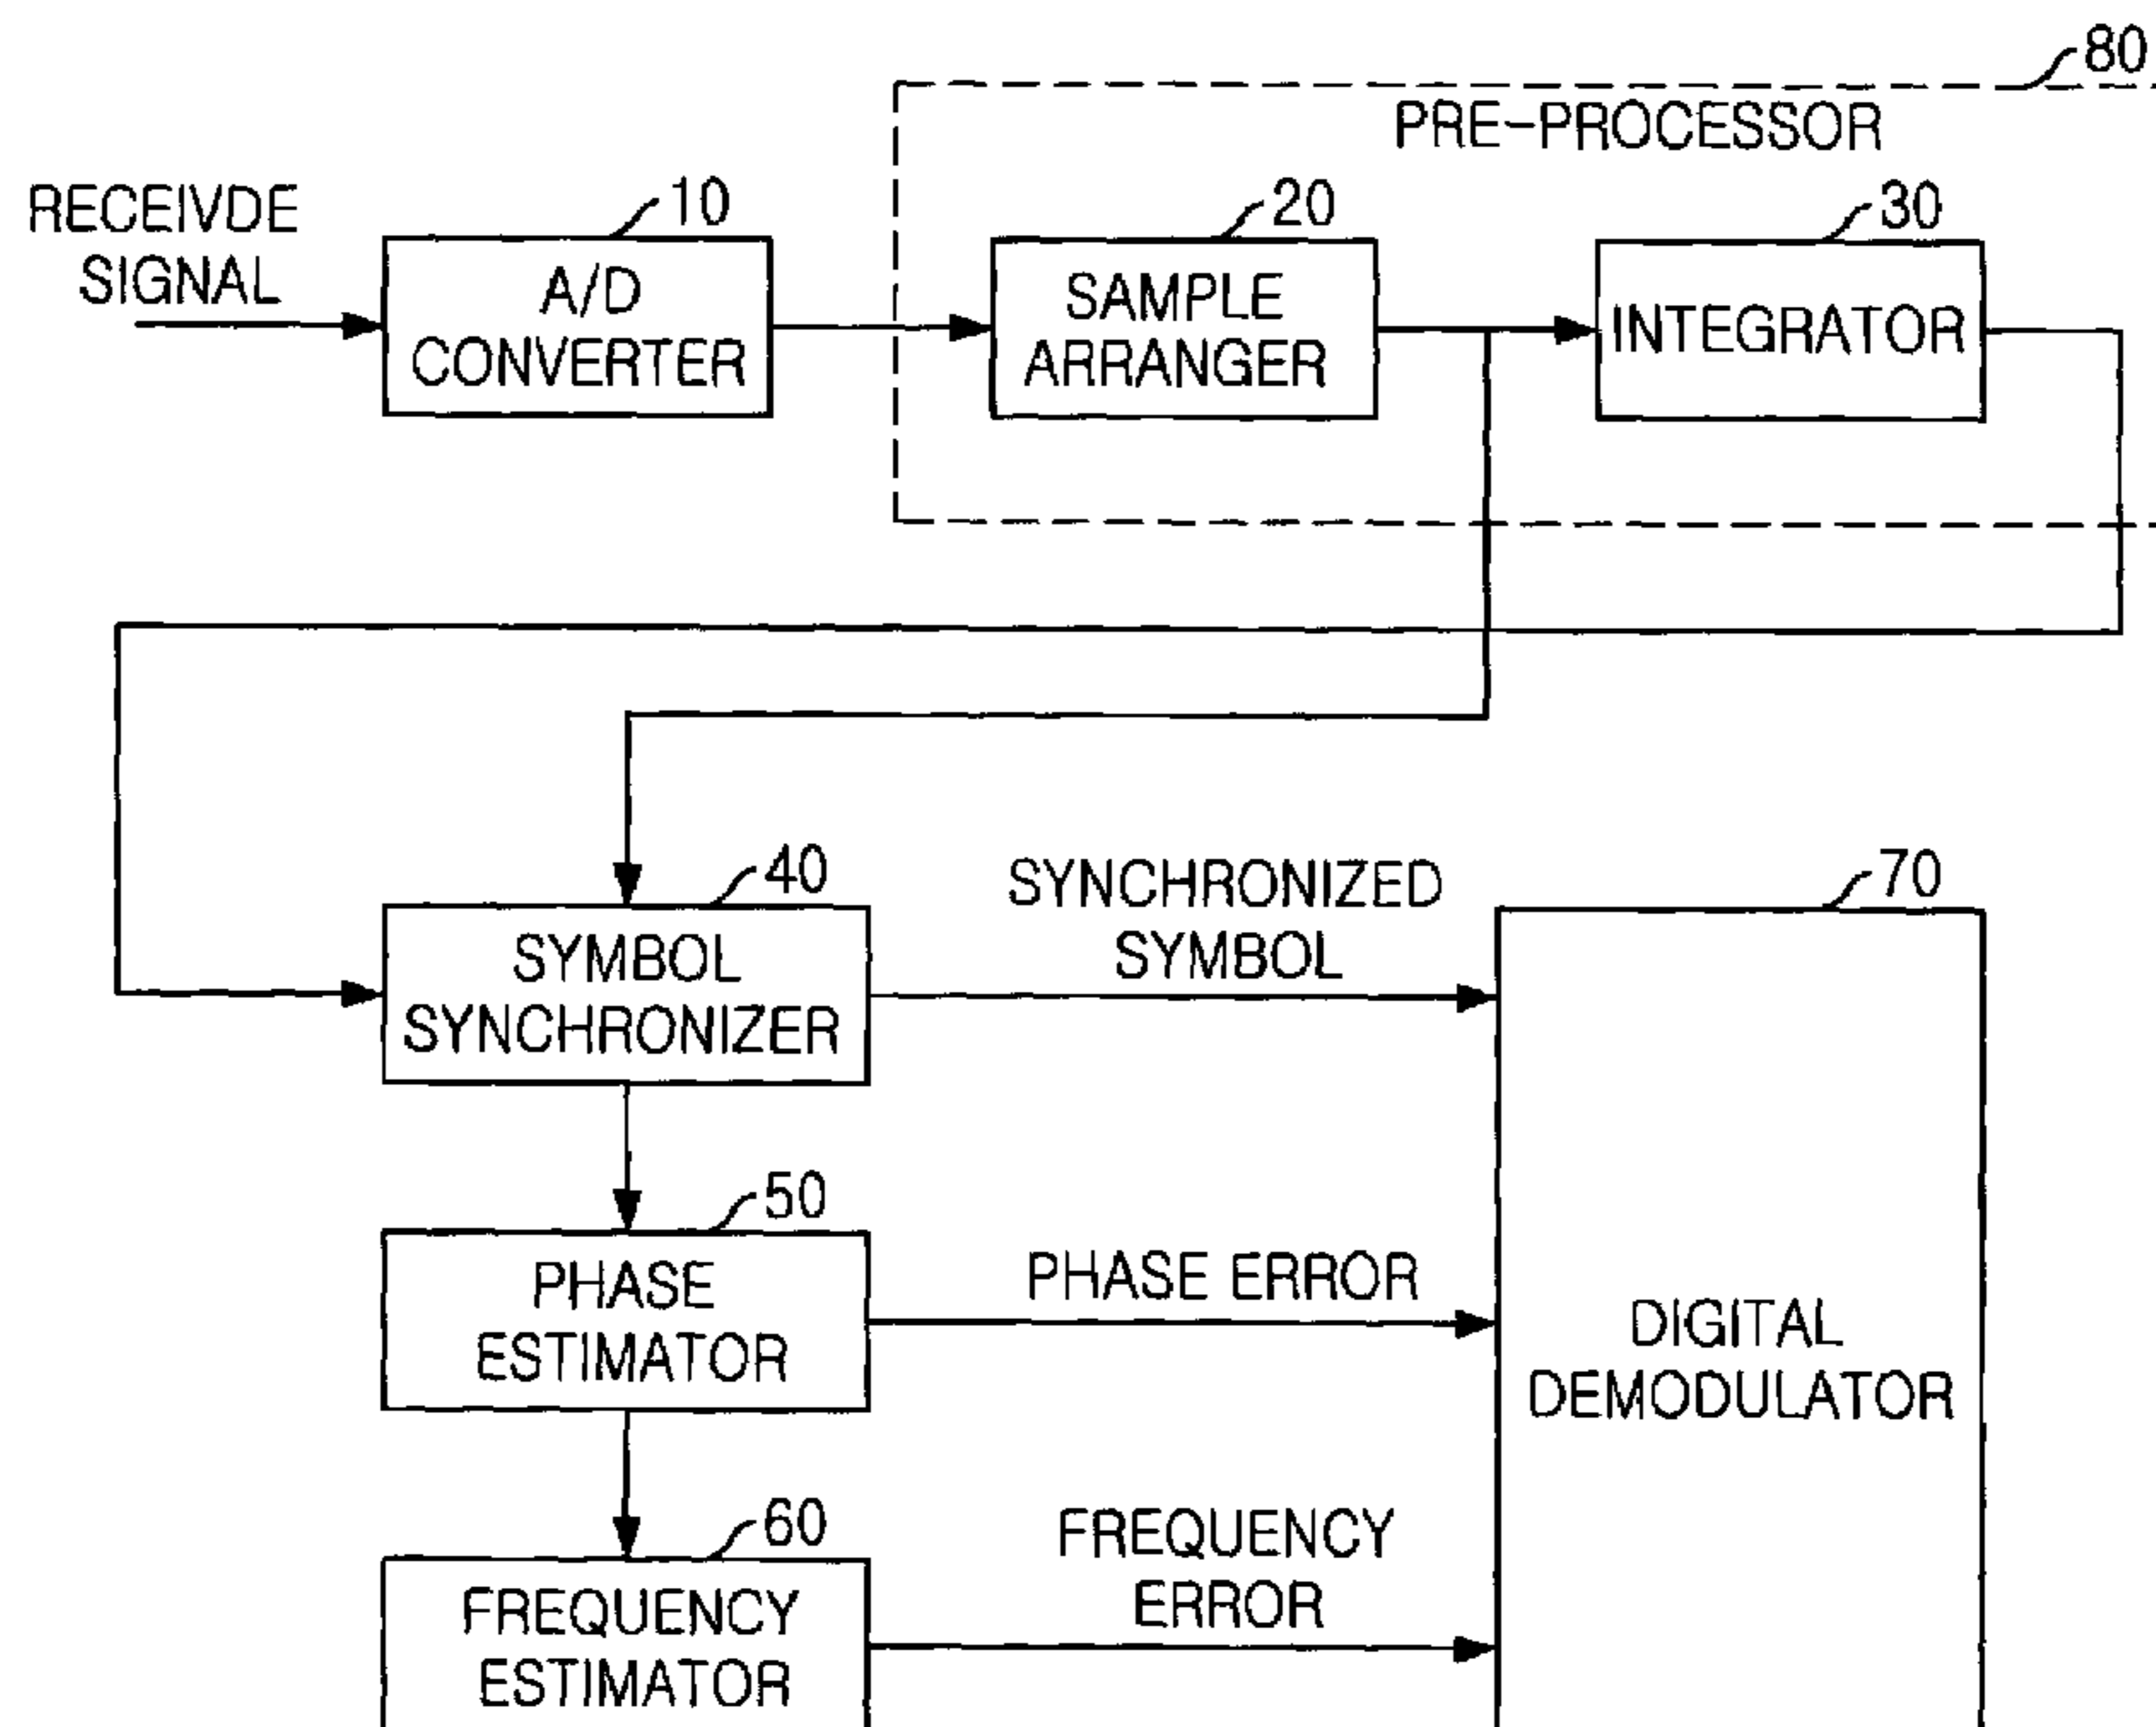 80
PRE-PROCESSOR
RECEIVDE
SIGNAL
10
A/D
CONVERTER
20
SAMPLE
ARRANGER
30
INTEGRATOR
40
SYMBOL
SYNCHRONIZER
SYNCHRONIZED
SYMBOL
70
DIGITAL
DEMODULATOR
50
PHASE
ESTIMATOR
PHASE ERROR
60
FREQUENCY
ESTIMATOR
FREQUENCY
ERROR